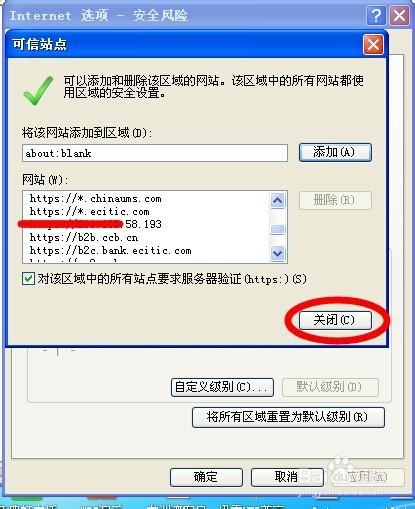 Internet 选项 - 安全风险
可信站点
可以添加和删除该区域的网站。该区域中的所有网站都使
用区域的安全设置。
将该网站添加到区域(D):
about:blank
添加(A)
网站(W):
https://*.chinaums.com
https://*.ecitic.com
58.193
https://b2b.ccb.cn
https://b2c.bank.ecitic.com
删除(R)
对该区域中的所有站点要求服务器验证(https:)(S)
关闭(C)
自定义级别(C)...
默认级别(D)
将所有区域重置为默认级别(R)
确定
取消
应用(A)